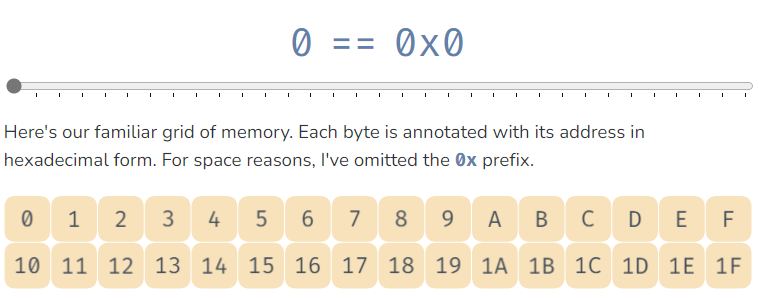 0 == 0x0
Here's our familiar grid of memory. Each byte is annotated with its address in
hexadecimal form. For space reasons, I've omitted the 0x prefix.
0 1 2 3 4 5 6 7 8 9 A B C D E F
10 11 12 13 14 15 16 17 18 19 1A 1B 1C 1D 1E 1F